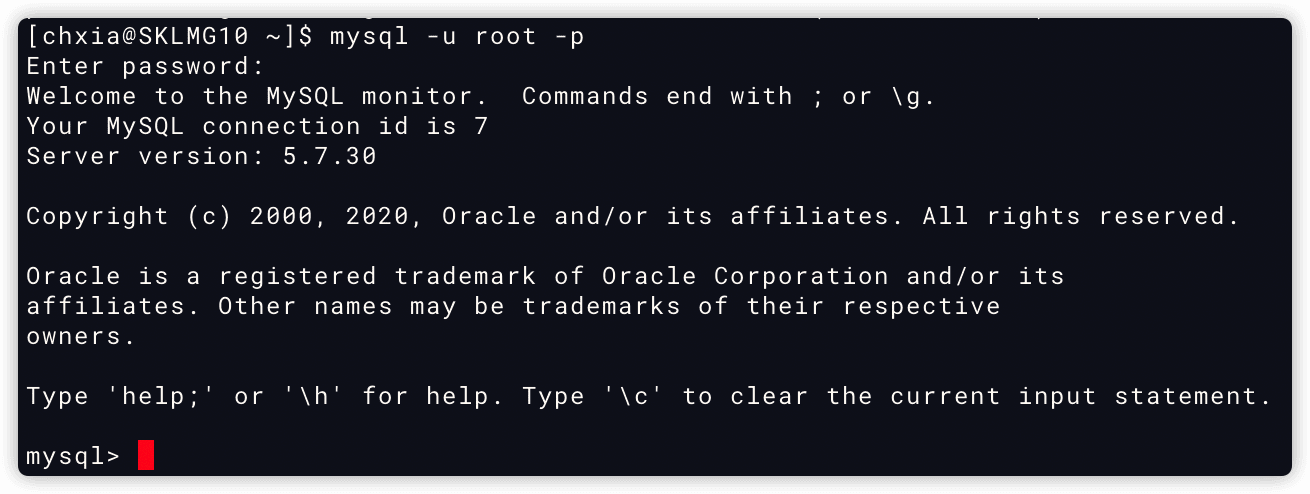 [chxia@SKLMG10 ~]$ mysql -u root -p
Enter password:
Welcome to the MySQL monitor.  Commands end with ; or \g.
Your MySQL connection id is 7
Server version: 5.7.30
Copyright (c) 2000, 2020, Oracle and/or its affiliates. All rights reserved.
Oracle is a registered trademark of Oracle Corporation and/or its
affiliates. Other names may be trademarks of their respective
owners.
Type 'help;' or '\h' for help. Type '\c' to clear the current input statement.
mysql>